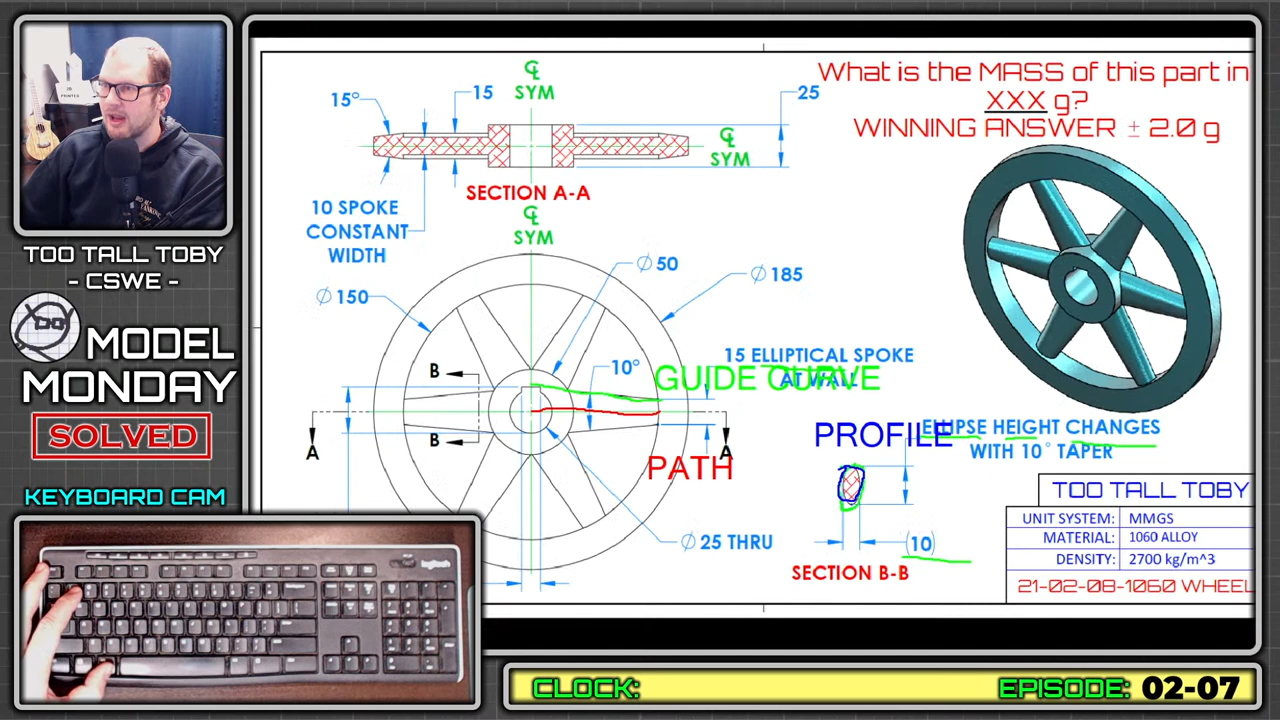 TOO TALL TOBY
- CSWE -
MODEL
MONDAY
SOLVED
KEYBOARD CAM
logitech
What is the MASS of this part in
XXX g?
WINNING ANSWER ± 2.0 g
15°
15
℄
SYM
25
℄
SYM
SECTION A-A
10 SPOKE
CONSTANT
WIDTH
℄
SYM
∅ 50
∅ 185
∅ 150
B
10°
15 ELLIPTICAL SPOKE
AT WALL
GUIDE CURVE
B
A
A
PROFILE
ELLIPSE HEIGHT CHANGES
WITH 10° TAPER
PATH
∅ 25 THRU
(10)
SECTION B-B
TOO TALL TOBY
UNIT SYSTEM: MMGS
MATERIAL: 1060 ALLOY
DENSITY: 2700 kg/m^3
21-02-08-1060 WHEEL
CLOCK:
EPISODE: 02-07